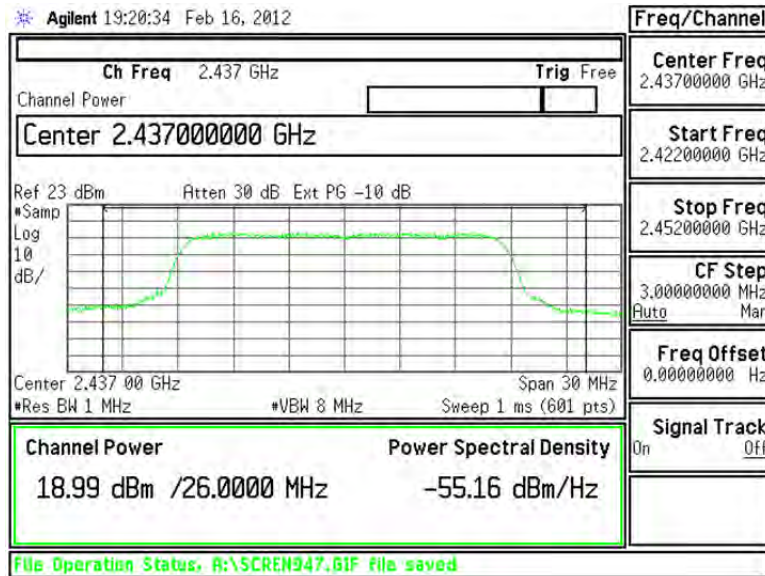 Agilent 19:20:34 Feb 16, 2012
Freq/Channel
Ch Freq 2.437 GHz Trig Free
Channel Power
Center 2.437000000 GHz
Ref 23 dBm Atten 30 dB Ext PG -10 dB
#Samp
Log
10
dB/
Center 2.437 00 GHz Span 30 MHz
#Res BW 1 MHz #VBW 8 MHz Sweep 1 ms (601 pts)
Channel Power Power Spectral Density
18.99 dBm /26.0000 MHz -55.16 dBm/Hz
File Operation Status, A:\SCREN947.GIF file saved
Center Freq
2.43700000 GHz
Start Freq
2.42200000 GHz
Stop Freq
2.45200000 GHz
CF Step
3.00000000 MHz
Auto Man
Freq Offset
0.00000000 Hz
Signal Track
On Off